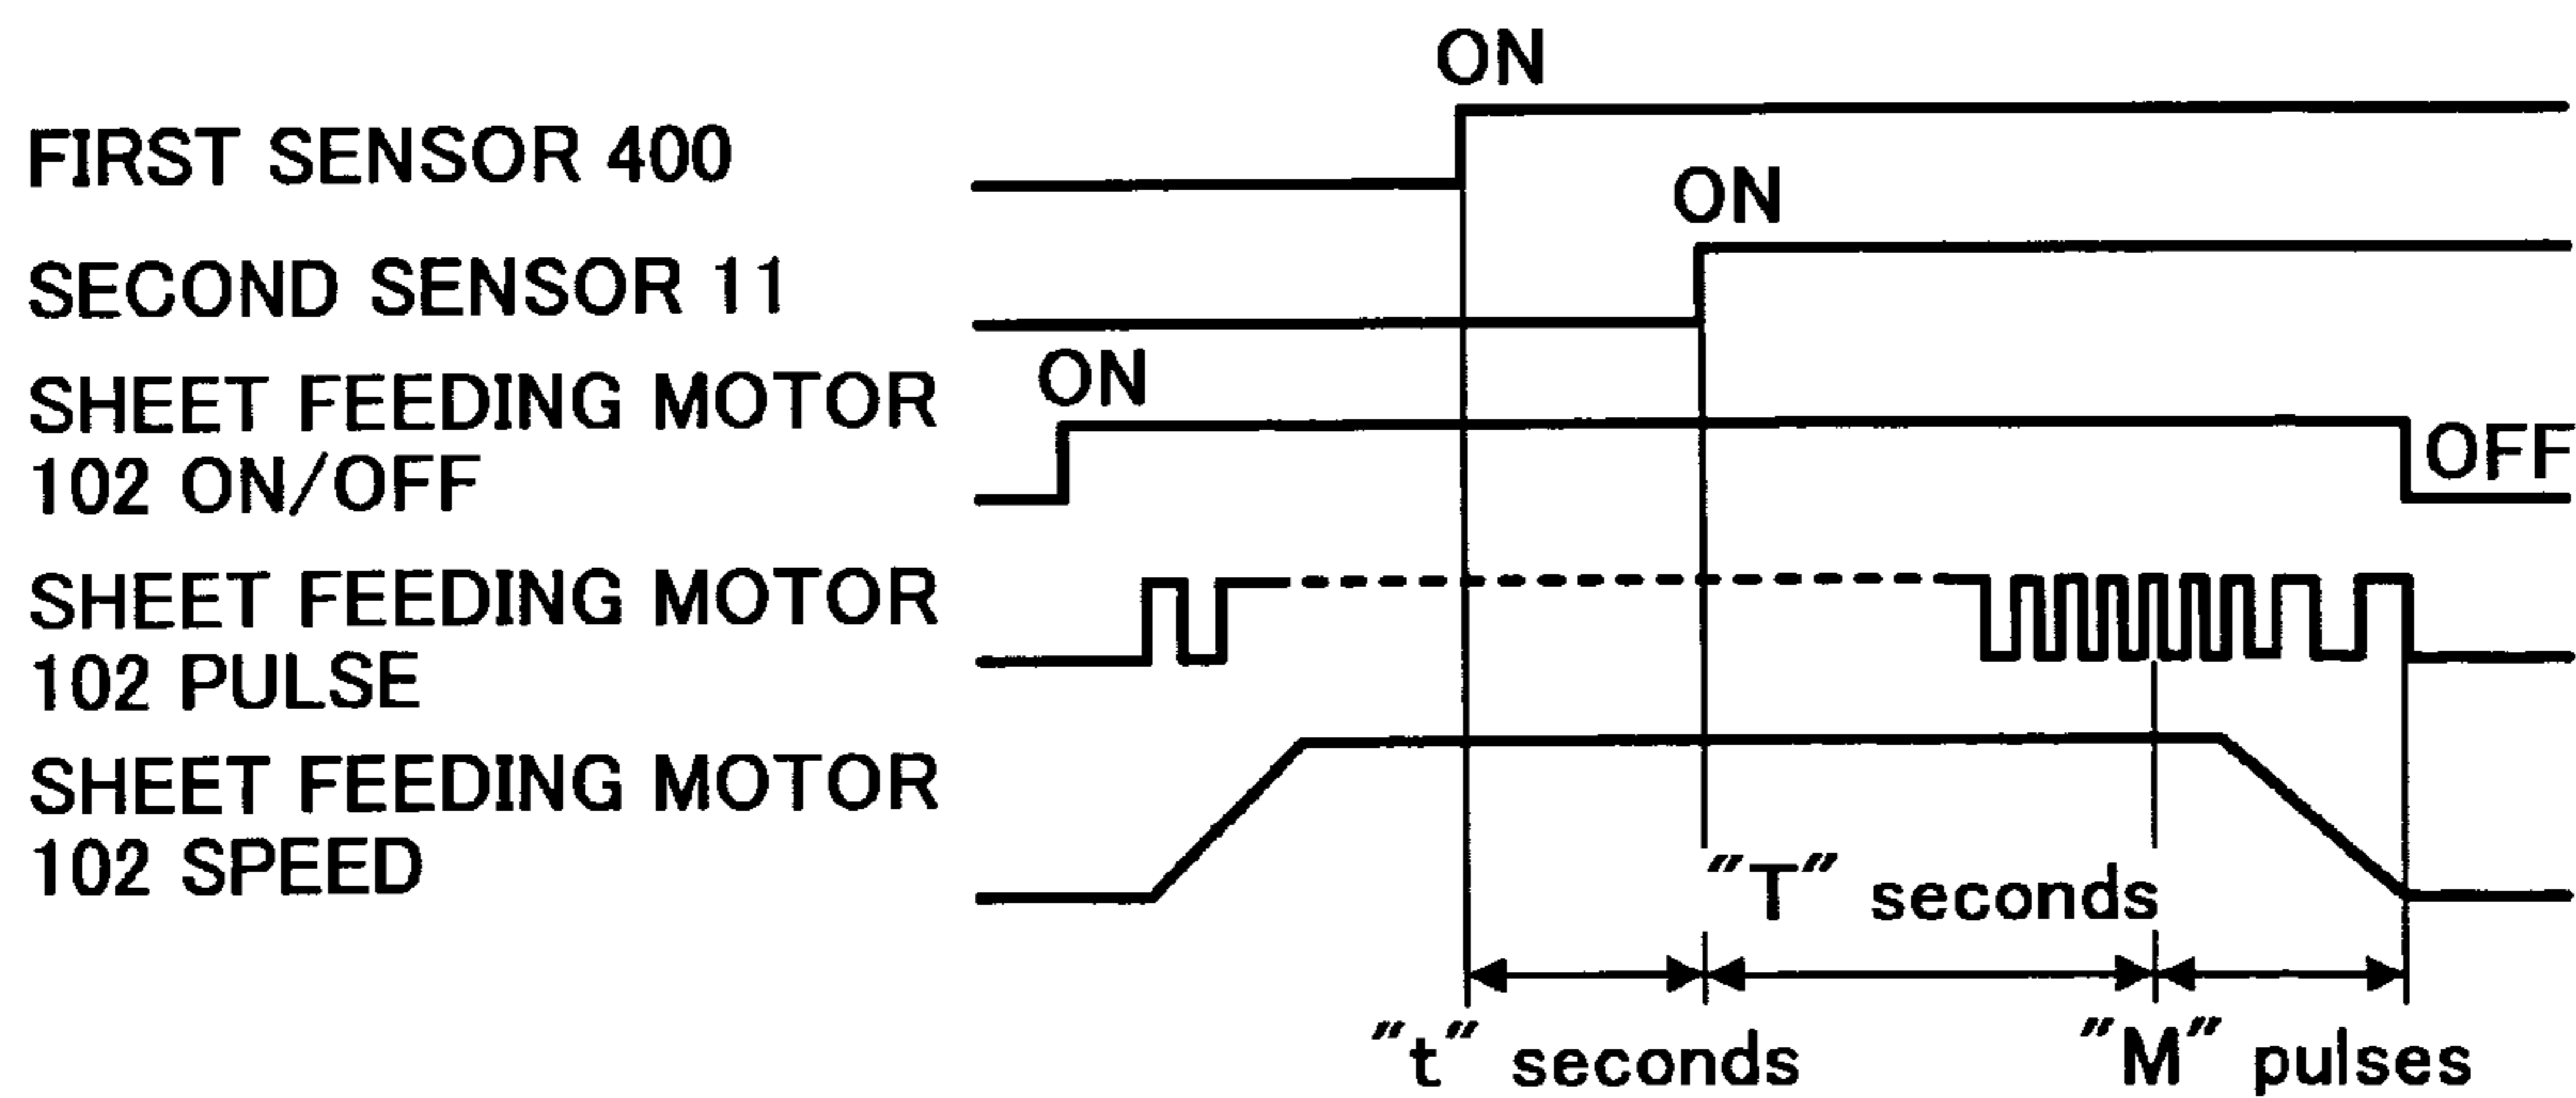 ON
FIRST SENSOR 400
ON
SECOND SENSOR 11
ON
SHEET FEEDING MOTOR
102 ON/OFF
OFF
SHEET FEEDING MOTOR
102 PULSE
SHEET FEEDING MOTOR
102 SPEED
"T" seconds
"t" seconds
"M" pulses